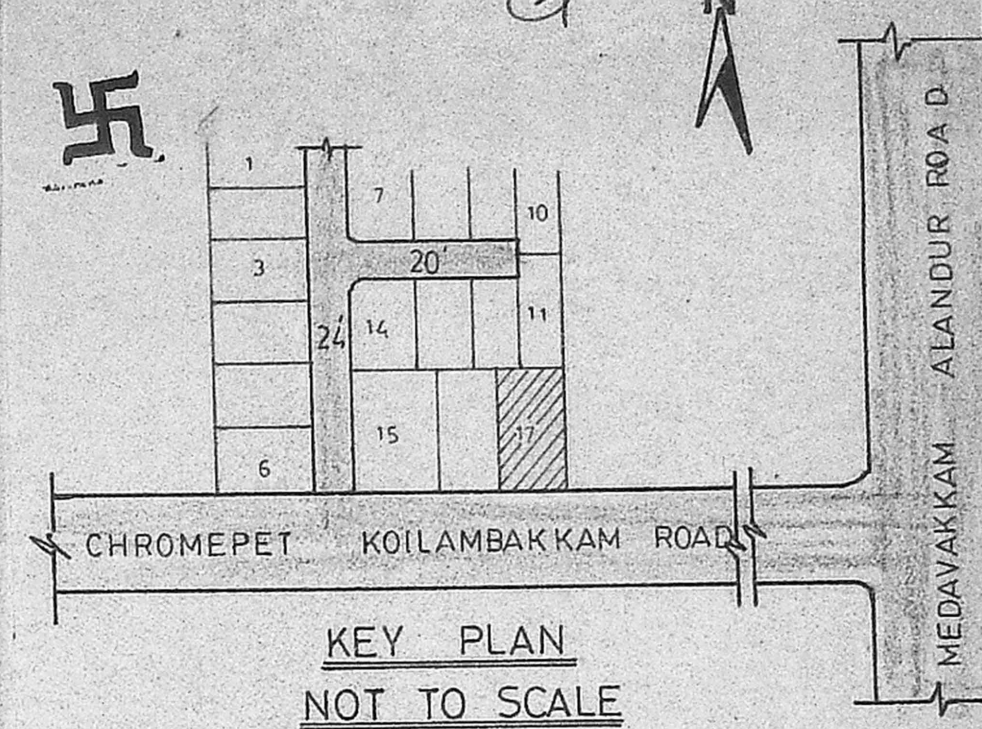 N
1
7
10
3
20'
11
14
24'
15
17
6
CHROMEPET KOILAMBAKKAM ROAD
MEDAVAKKAM ALANDUR ROAD
KEY PLAN
NOT TO SCALE